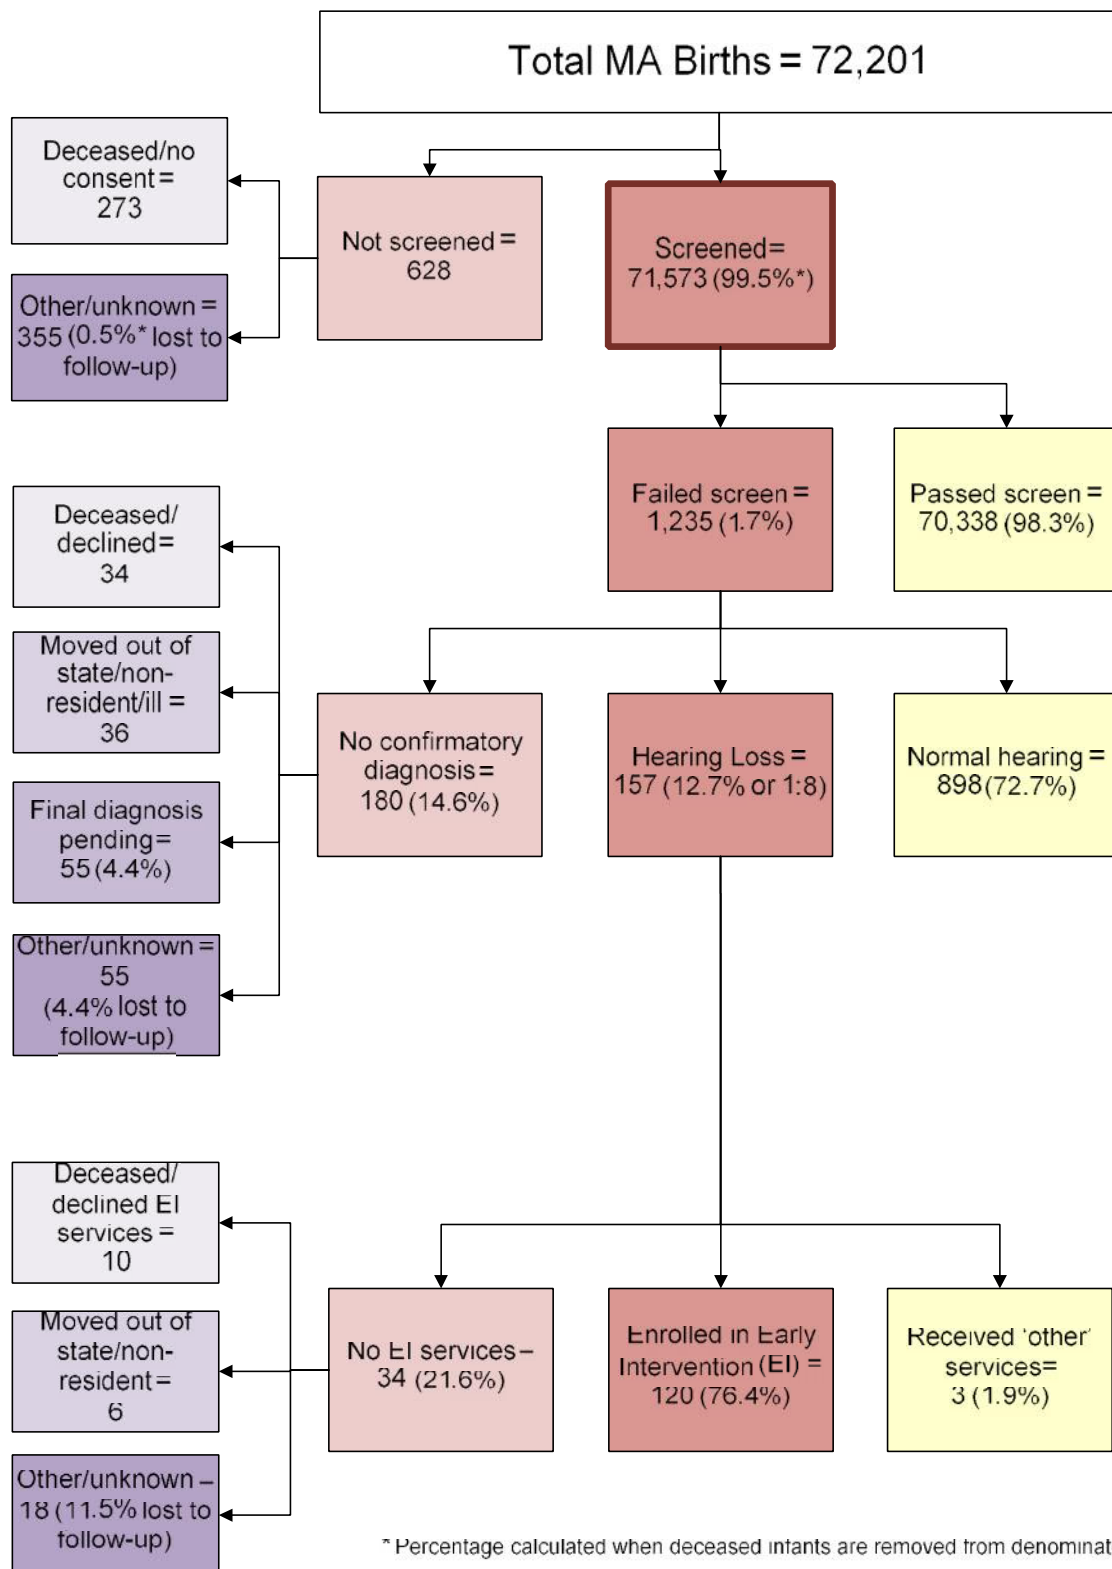 Total MA Births = 72,201
Deceased/no
consent =
273
Not screened =
628
Screened=
71,573 (99.5%*)
Other/unknown =
355 (0.5%* lost to
follow-up)
Failed screen =
1,235 (1.7%)
Passed screen =
70,338 (98.3%)
Deceased/
declined =
34
Moved out of
state/non-
resident/ill =
36
No confirmatory
diagnosis=
180 (14.6%)
Hearing Loss =
157 (12.7% or 1:8)
Normal hearing =
898 (72.7%)
Final diagnosis
pending=
55 (4.4%)
Other/unknown =
55
(4.4% lost to
follow-up)
Deceased/
declined EI
services =
10
Moved out of
state/non-
resident =
6
No EI services –
34 (21.6%)
Enrolled in Early
Intervention (EI) =
120 (76.4%)
Received 'other'
services=
3 (1.9%)
Other/unknown –
18 (11.5% lost to
follow-up)
* Percentage calculated when deceased infants are removed from denominat